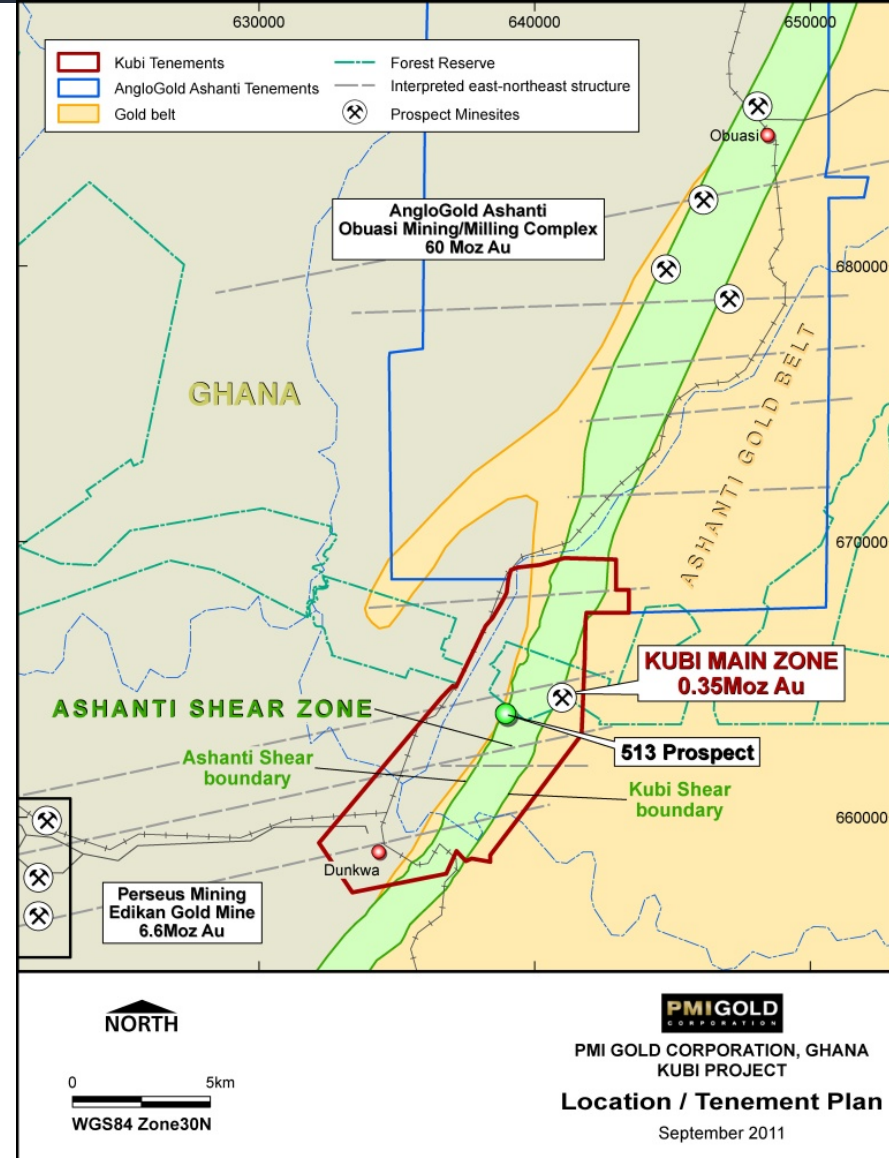 630000
640000
650000
Kubi Tenements
AngloGold Ashanti Tenements
Gold belt
Forest Reserve
Interpreted east-northeast structure
Prospect Minesites
Obuasi
AngloGold Ashanti
Obuasi Mining/Milling Complex
60 Moz Au
680000
GHANA
ASHANTI GOLD BELT
670000
KUBI MAIN ZONE
0.35Moz Au
ASHANTI SHEAR ZONE
513 Prospect
Ashanti Shear
boundary
Kubi Shear
boundary
660000
Dunkwa
Perseus Mining
Edikan Gold Mine
6.6Moz Au
NORTH
0 5km
WGS84 Zone30N
PMIGOLD
CORPORATION
PMI GOLD CORPORATION, GHANA
KUBI PROJECT
Location / Tenement Plan
September 2011